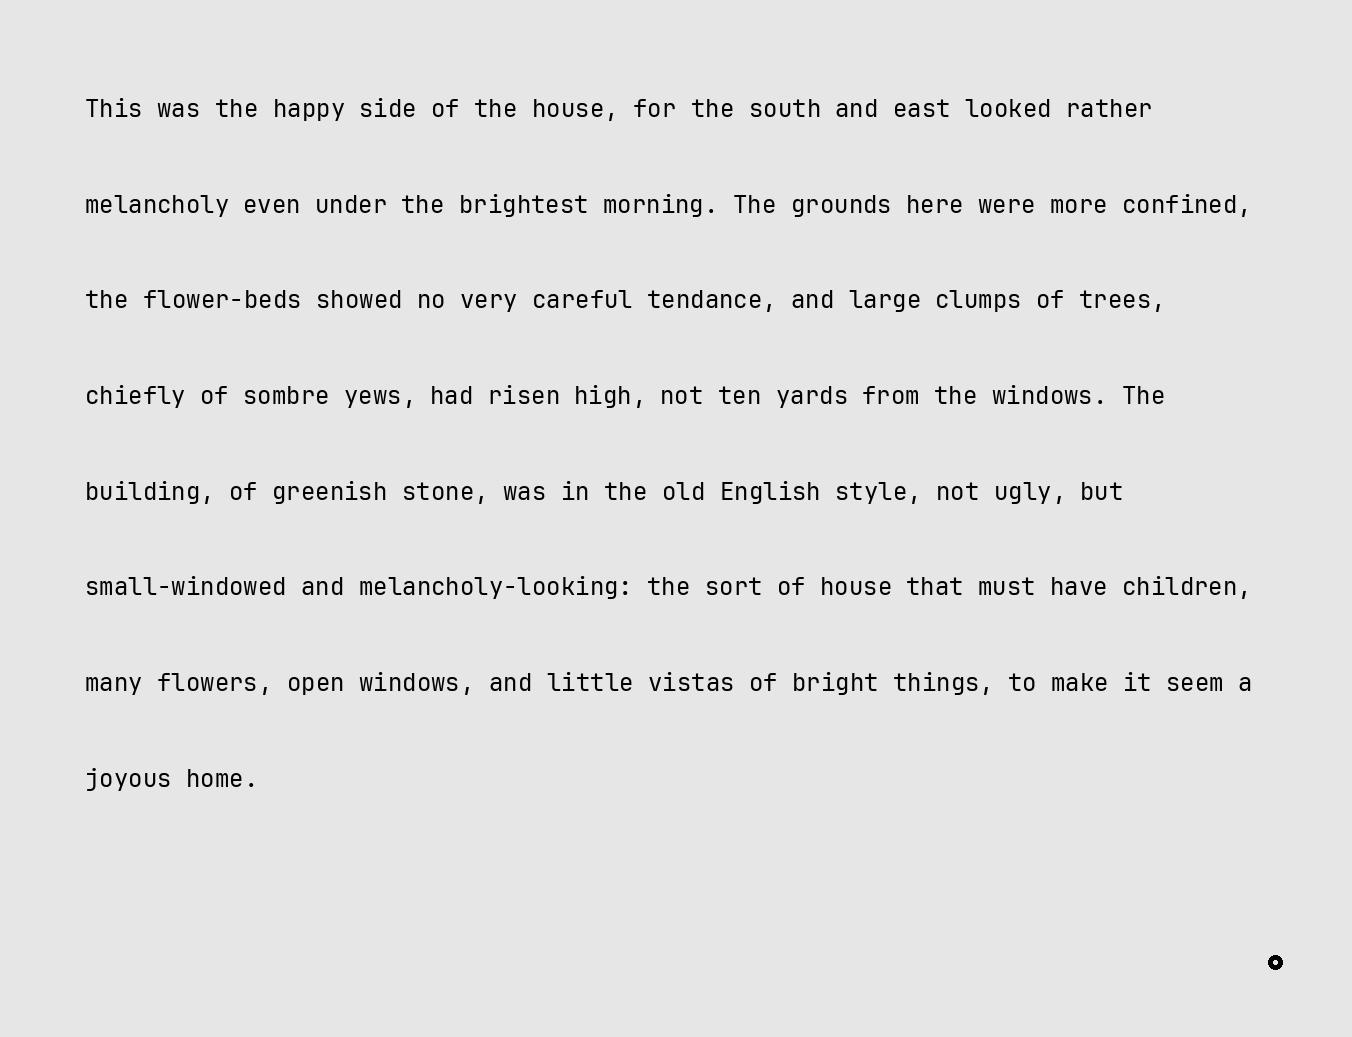 This was the happy side of the house, for the south and east looked rather
melancholy even under the brightest morning. The grounds here were more confined,
the flower-beds showed no very careful tendance, and large clumps of trees,
chiefly of sombre yews, had risen high, not ten yards from the windows. The
building, of greenish stone, was in the old English style, not ugly, but
small-windowed and melancholy-looking: the sort of house that must have children,
many flowers, open windows, and little vistas of bright things, to make it seem a
joyous home.